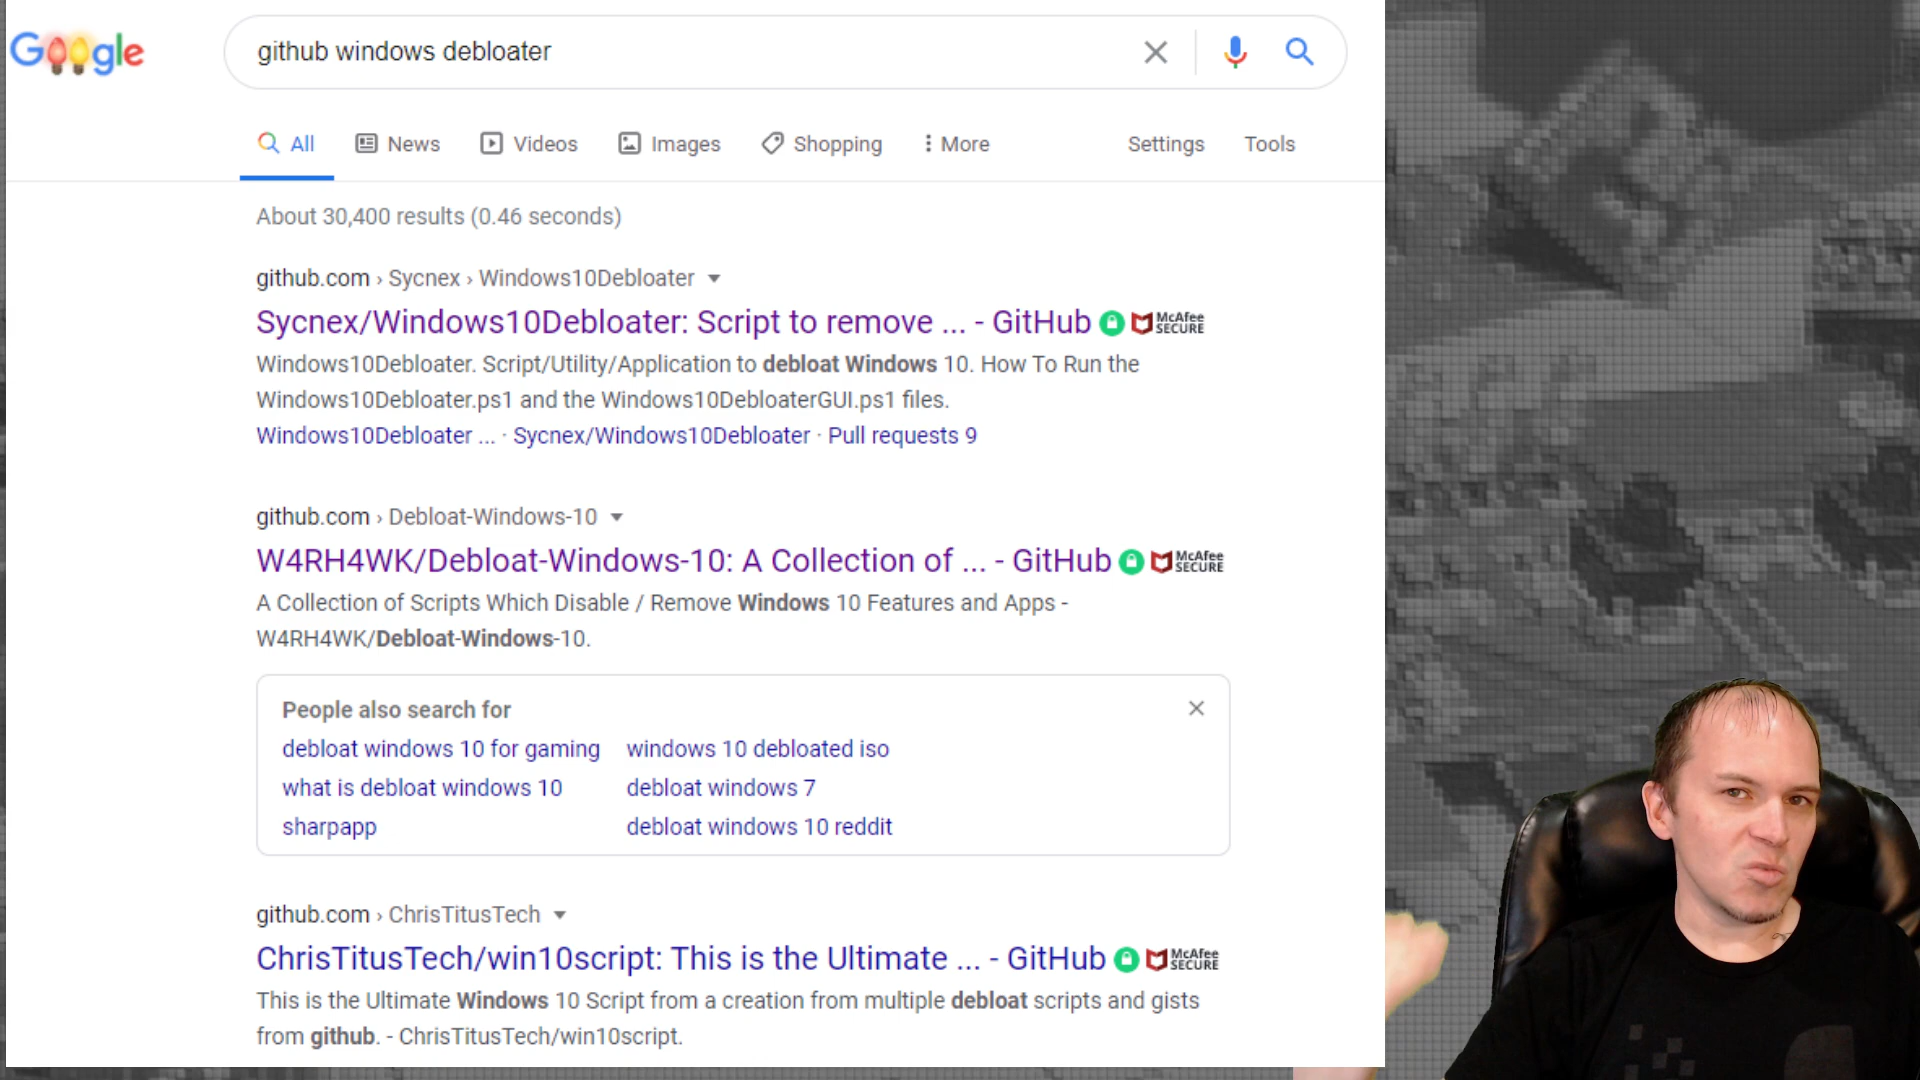 Google
github windows debloater
All
News
Videos
Images
Shopping
More
Settings
Tools
About 30,400 results (0.46 seconds)
github.com › Sycnex › Windows10Debloater
Sycnex/Windows10Debloater: Script to remove ... - GitHub
McAfee
SECURE
Windows10Debloater. Script/Utility/Application to debloat Windows 10. How To Run the
Windows10Debloater.ps1 and the Windows10DebloaterGUI.ps1 files.
Windows10Debloater ... · Sycnex/Windows10Debloater · Pull requests 9
github.com › Debloat-Windows-10
W4RH4WK/Debloat-Windows-10: A Collection of ... - GitHub
McAfee
SECURE
A Collection of Scripts Which Disable / Remove Windows 10 Features and Apps -
W4RH4WK/Debloat-Windows-10.
People also search for
debloat windows 10 for gaming
windows 10 debloated iso
what is debloat windows 10
debloat windows 7
sharpapp
debloat windows 10 reddit
github.com › ChrisTitusTech
ChrisTitusTech/win10script: This is the Ultimate ... - GitHub
McAfee
SECURE
This is the Ultimate Windows 10 Script from a creation from multiple debloat scripts and gists
from github. - ChrisTitusTech/win10script.